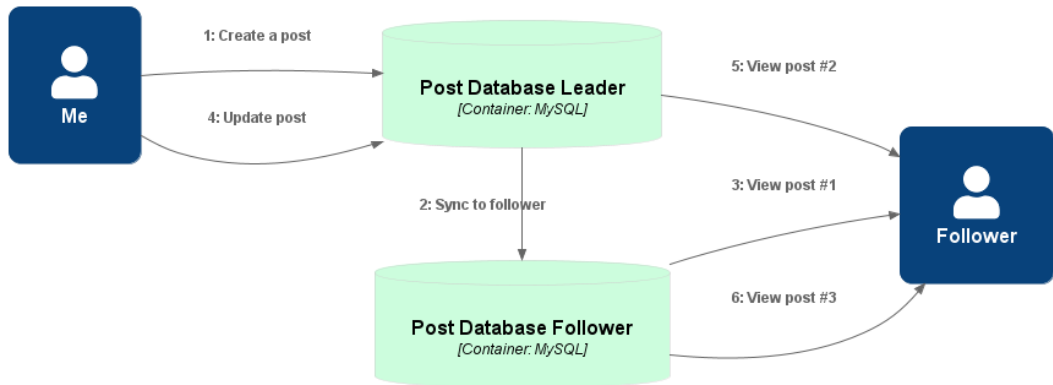 1: Create a post
Me
4: Update post
Post Database Leader
[Container: MySQL]
5: View post #2
2: Sync to follower
3: View post #1
Follower
Post Database Follower
[Container: MySQL]
6: View post #3